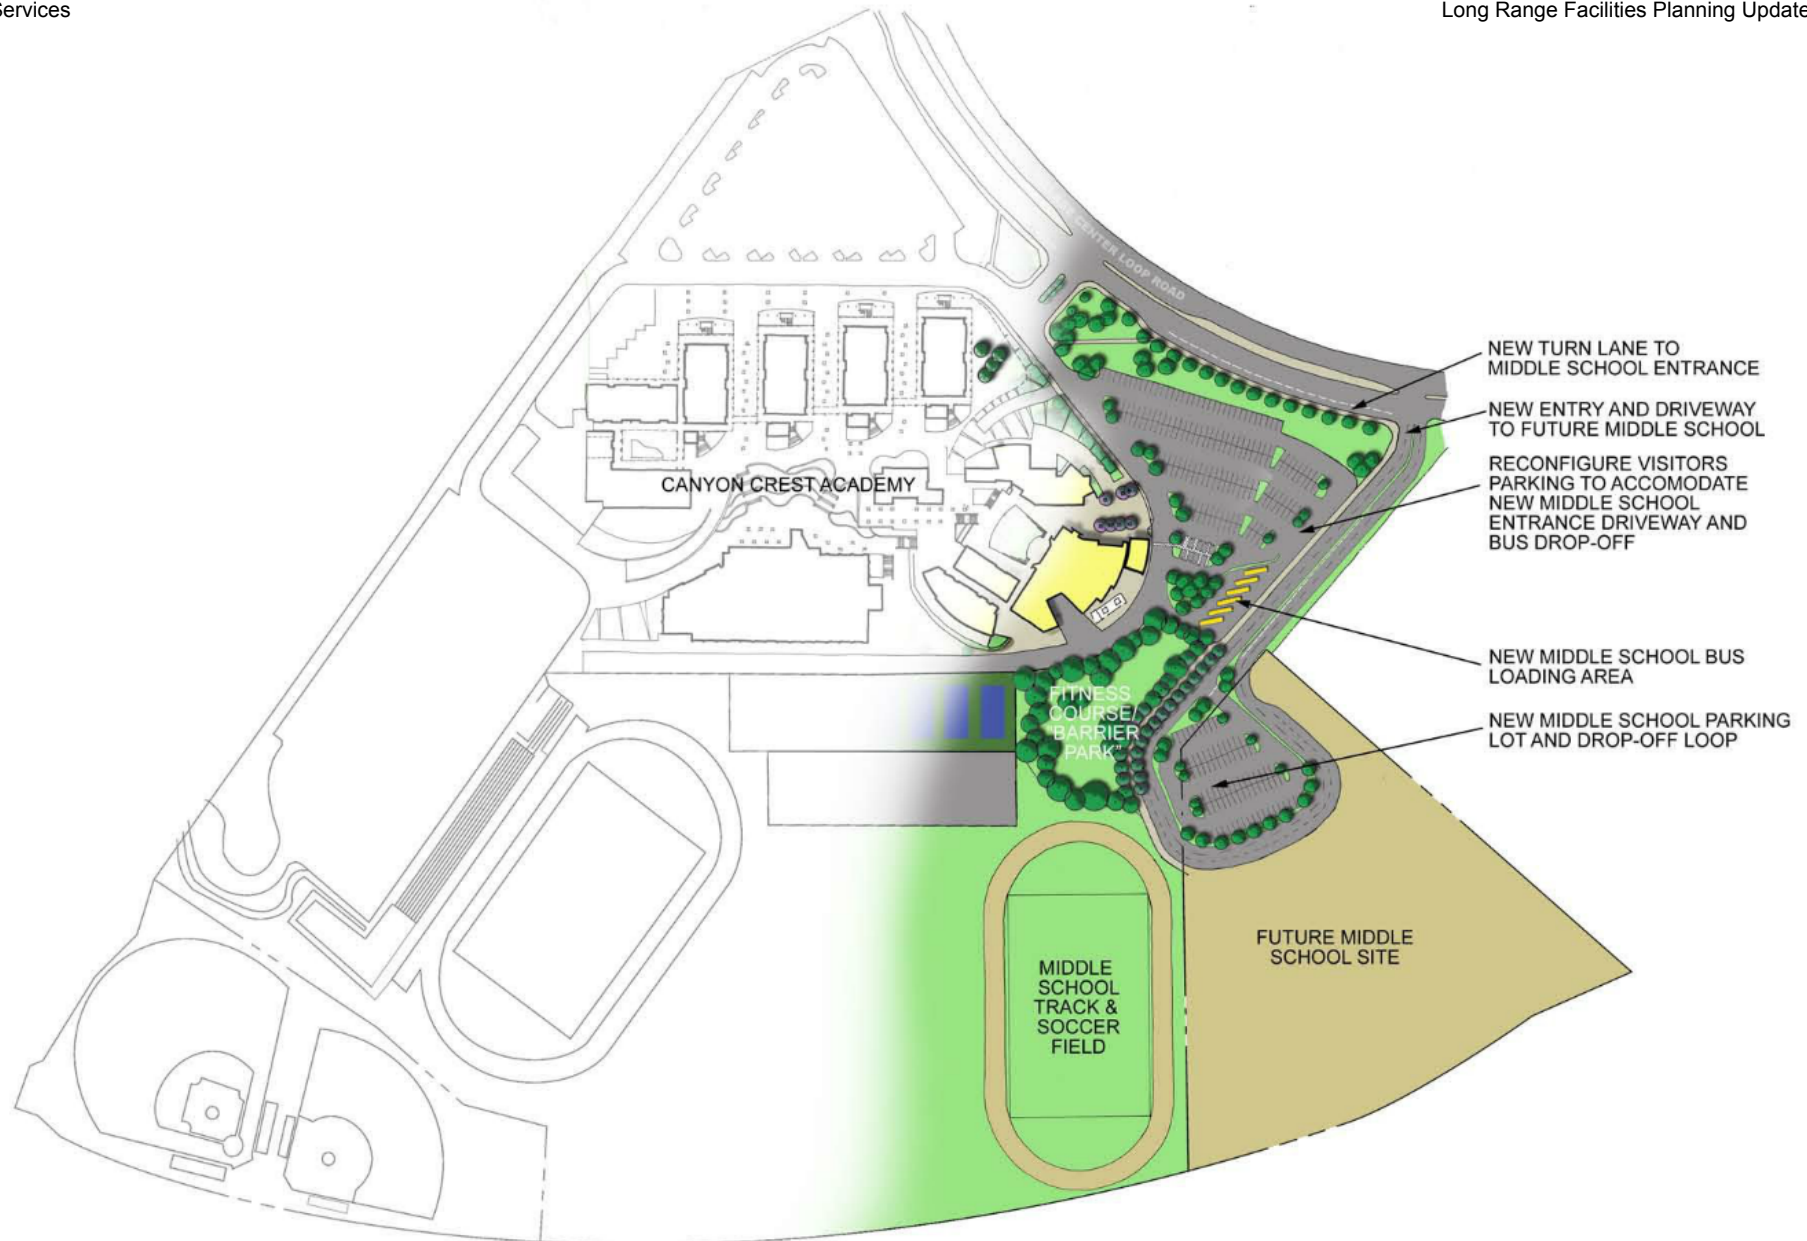 Services
Long Range Facilities Planning Update
CENTER LOOP ROAD
NEW TURN LANE TO
MIDDLE SCHOOL ENTRANCE
NEW ENTRY AND DRIVEWAY
TO FUTURE MIDDLE SCHOOL
RECONFIGURE VISITORS
PARKING TO ACCOMODATE
NEW MIDDLE SCHOOL
ENTRANCE DRIVEWAY AND
BUS DROP-OFF
CANYON CREST ACADEMY
NEW MIDDLE SCHOOL BUS
LOADING AREA
FITNESS
COURSE/
"BARRIER
PARK"
NEW MIDDLE SCHOOL PARKING
LOT AND DROP-OFF LOOP
FUTURE MIDDLE
SCHOOL SITE
MIDDLE
SCHOOL
TRACK &
SOCCER
FIELD